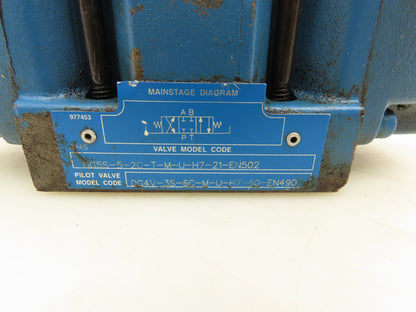 MAINSTAGE DIAGRAM
977453
A B
P T
VALVE MODEL CODE
DG5S-5-2C-T-M-U-H7-21-EN502
PILOT VALVE
MODEL CODE
DG4V-3S-6C-M-U-H7-60-EN490